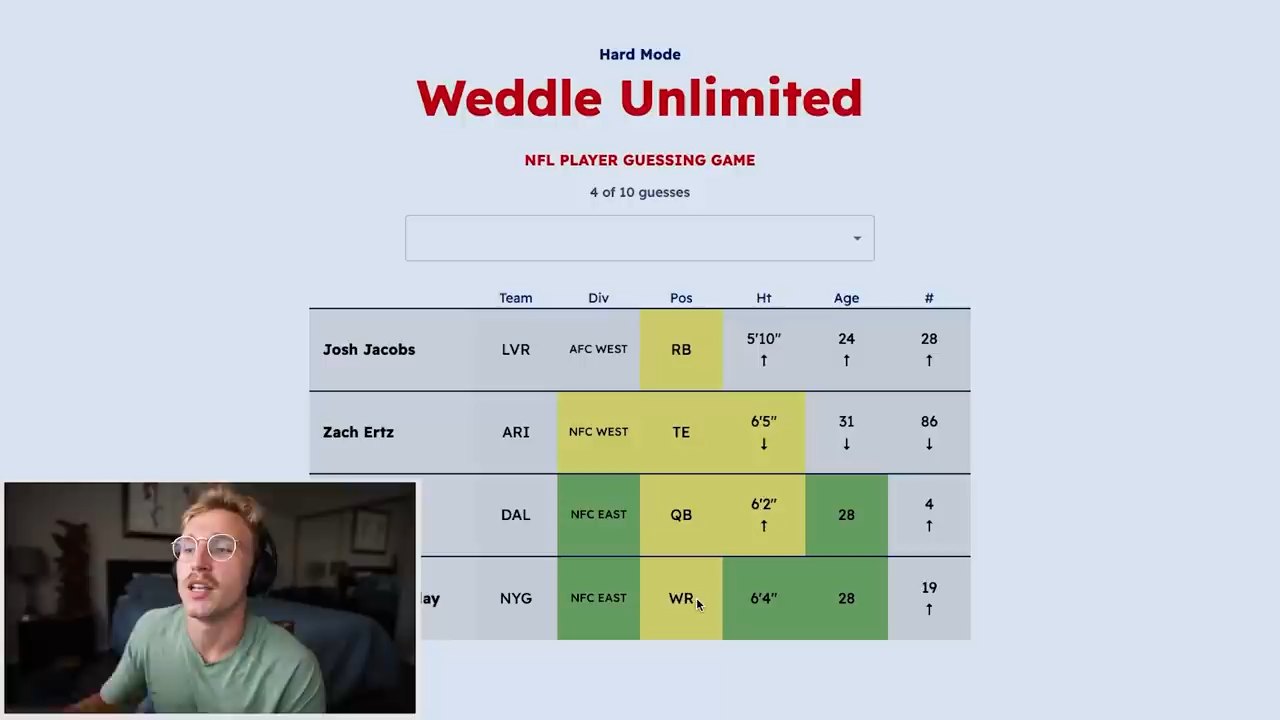 Hard Mode
Weddle Unlimited
NFL PLAYER GUESSING GAME
4 of 10 guesses
Team Div Pos Ht Age #
Josh Jacobs LVR AFC WEST RB 5'10" 24 28
↑ ↑ ↑
Zach Ertz ARI NFC WEST TE 6'5" 31 86
↓ ↓ ↓
DAL NFC EAST QB 6'2" 28 4
↑ ↑
lay NYG NFC EAST WR 6'4" 28 19
↑